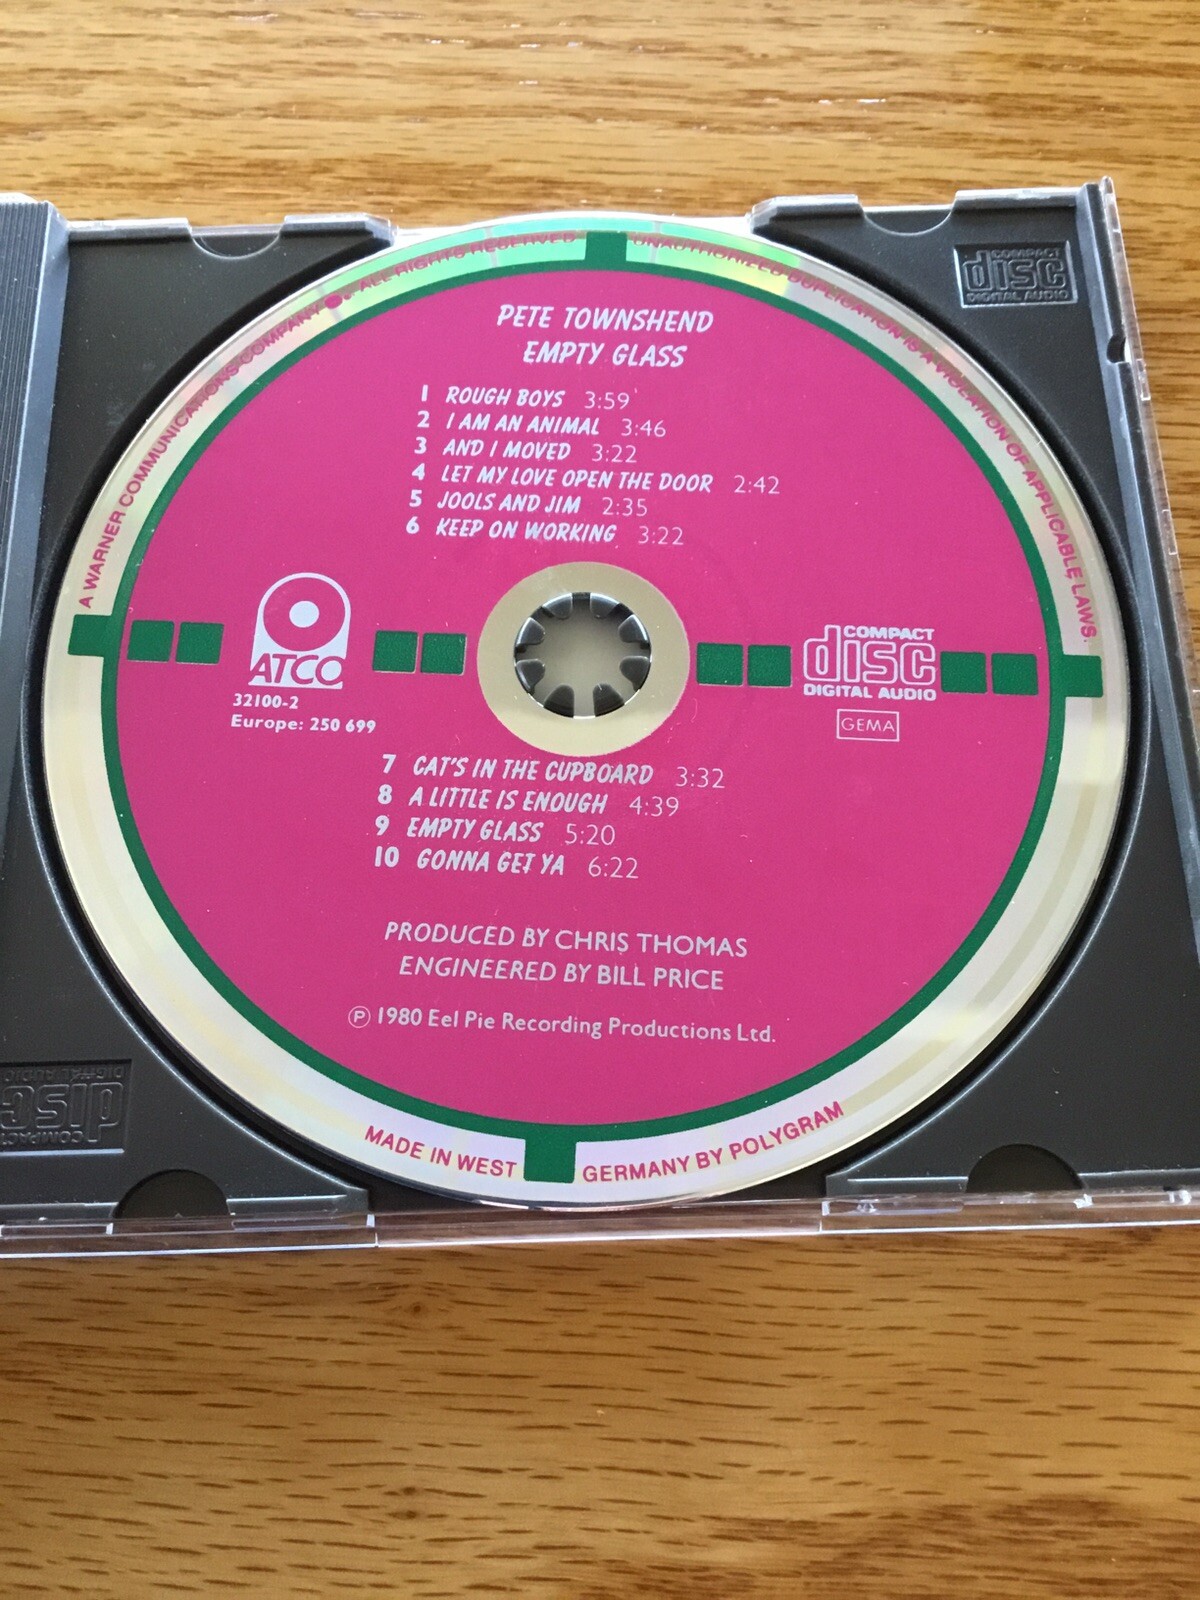 A WARNER COMMUNICATIONS COMPANY ALL RIGHTS RESERVED
UNAUTHORIZED DUPLICATION IS A VIOLATION OF APPLICABLE LAWS.
COMPACT
disc
DIGITAL AUDIO
PETE TOWNSHEND
EMPTY GLASS
1 ROUGH BOYS 3:59
2 I AM AN ANIMAL 3:46
3 AND I MOVED 3:22
4 LET MY LOVE OPEN THE DOOR 2:42
5 JOOLS AND JIM 2:35
6 KEEP ON WORKING 3:22
ATCO
32100-2
Europe: 250 699
COMPACT
disc
DIGITAL AUDIO
GEMA
7 CAT'S IN THE CUPBOARD 3:32
8 A LITTLE IS ENOUGH 4:39
9 EMPTY GLASS 5:20
10 GONNA GET YA 6:22
PRODUCED BY CHRIS THOMAS
ENGINEERED BY BILL PRICE
℗ 1980 Eel Pie Recording Productions Ltd.
MADE IN WEST GERMANY BY POLYGRAM
COMPACT
disc
DIGITAL AUDIO